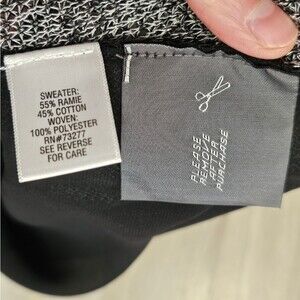 SWEATER:
55% RAMIE
45% COTTON
WOVEN:
100% POLYESTER
RN#73277
SEE REVERSE
FOR CARE
PLEASE
REMOVE
AFTER
PURCHASE